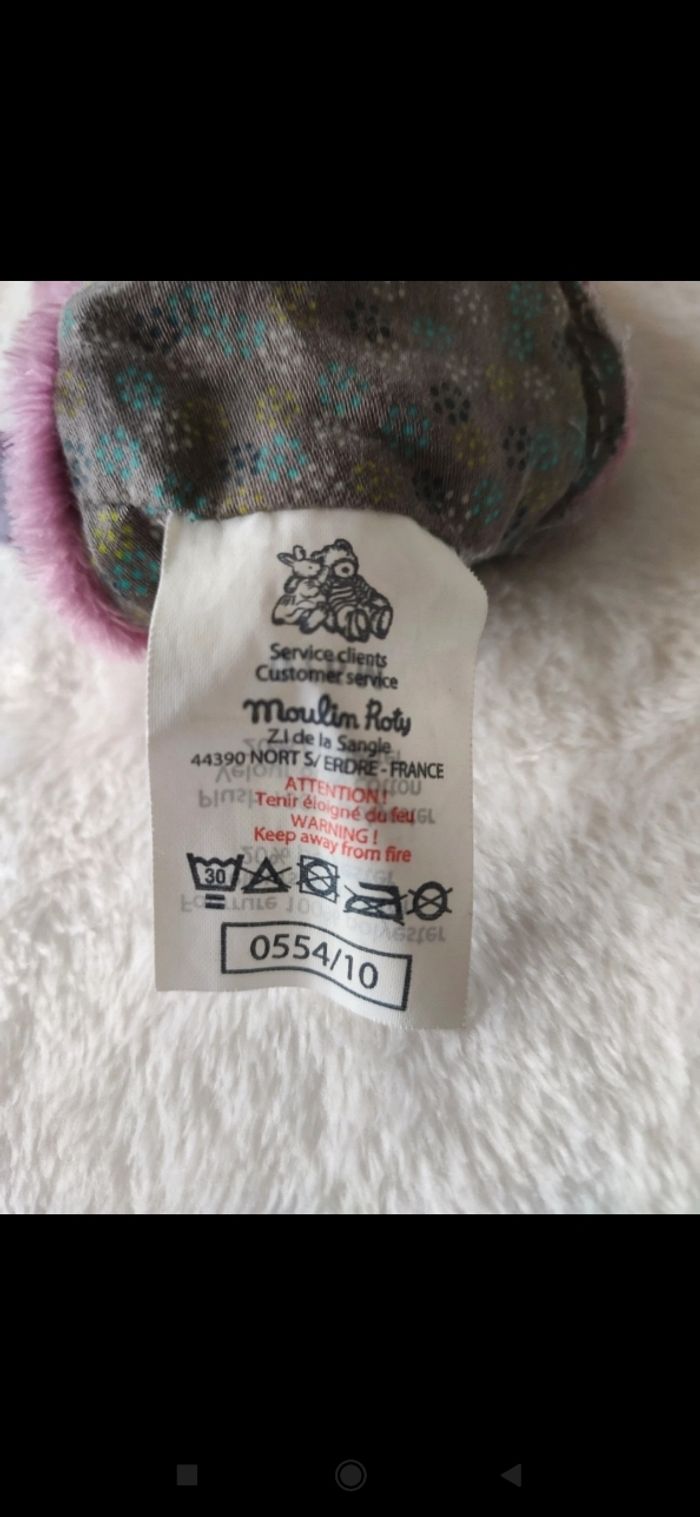 Service clients
Customer service
Moulin Roty
Z.I de la Sangle
44390 NORT S/ ERDRE - FRANCE
ATTENTION !
Tenir éloigné du feu
WARNING !
Keep away from fire
30
0554/10